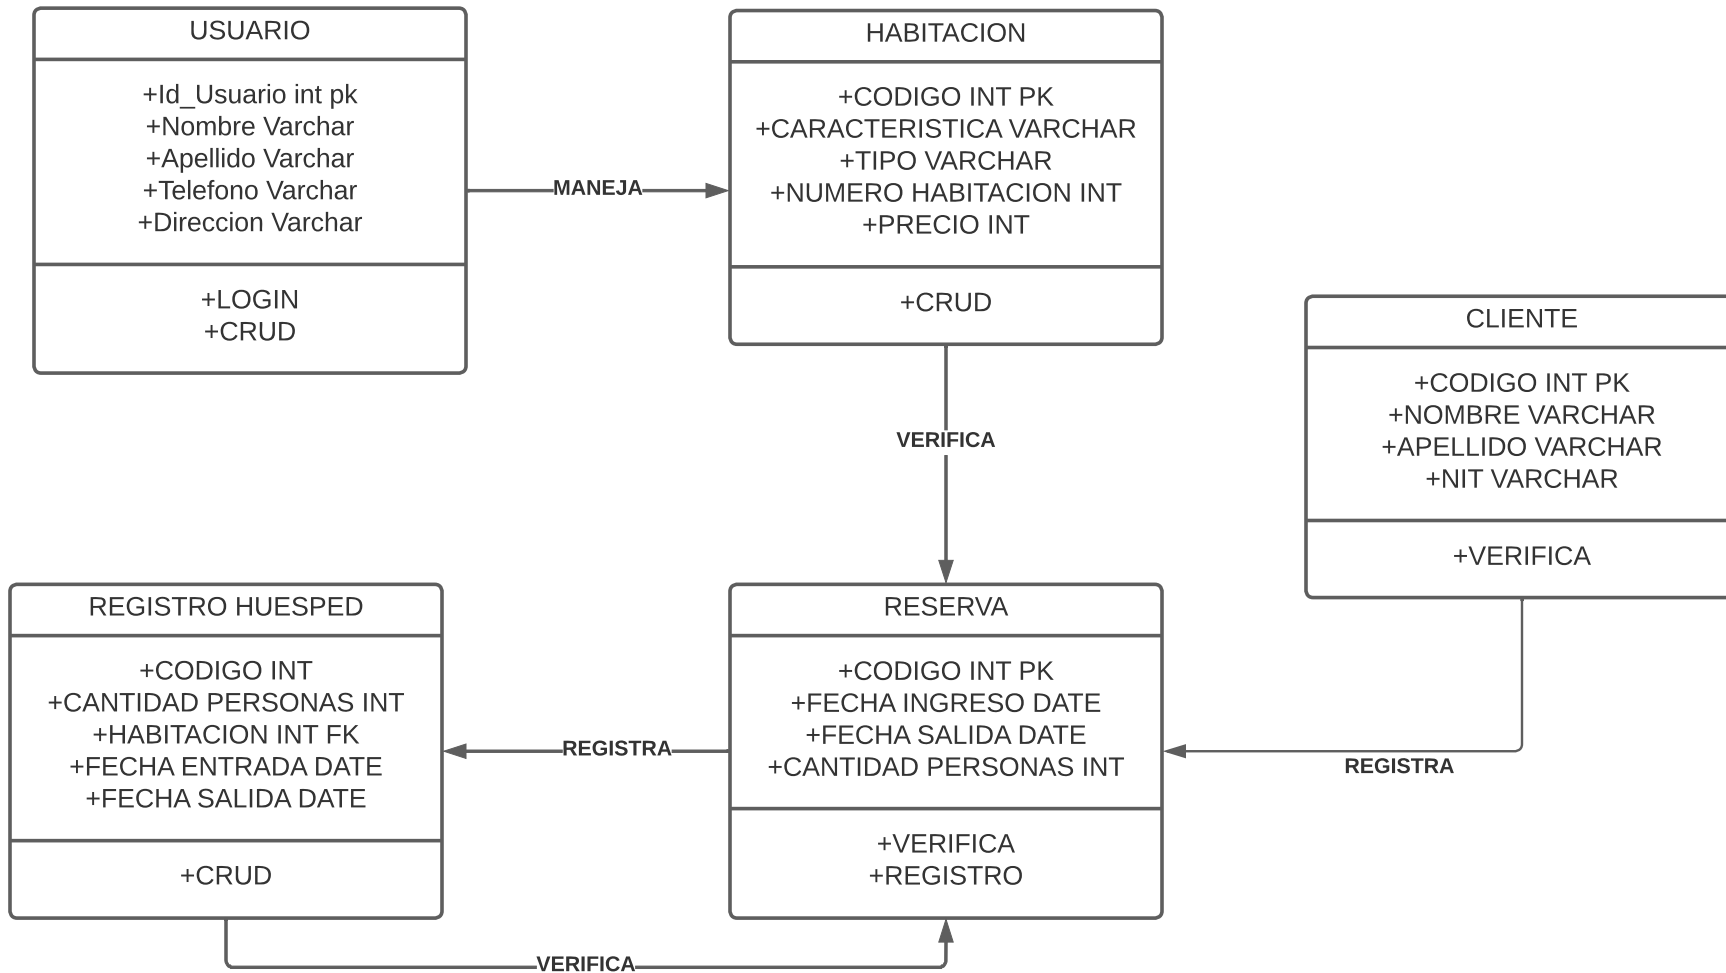 USUARIO
+Id_Usuario int pk
+Nombre Varchar
+Apellido Varchar
+Telefono Varchar
+Direccion Varchar
+LOGIN
+CRUD
MANEJA
HABITACION
+CODIGO INT PK
+CARACTERISTICA VARCHAR
+TIPO VARCHAR
+NUMERO HABITACION INT
+PRECIO INT
+CRUD
VERIFICA
CLIENTE
+CODIGO INT PK
+NOMBRE VARCHAR
+APELLIDO VARCHAR
+NIT VARCHAR
+VERIFICA
REGISTRA
REGISTRO HUESPED
+CODIGO INT
+CANTIDAD PERSONAS INT
+HABITACION INT FK
+FECHA ENTRADA DATE
+FECHA SALIDA DATE
+CRUD
REGISTRA
RESERVA
+CODIGO INT PK
+FECHA INGRESO DATE
+FECHA SALIDA DATE
+CANTIDAD PERSONAS INT
+VERIFICA
+REGISTRO
VERIFICA